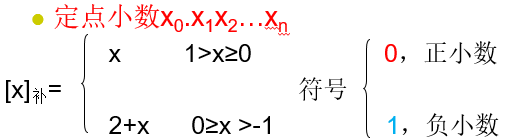 定点小数x₀.x₁x₂…xₙ
x 1>x≥0 0，正小数
[x]补= 符号
2+x 0≥x >-1 1，负小数